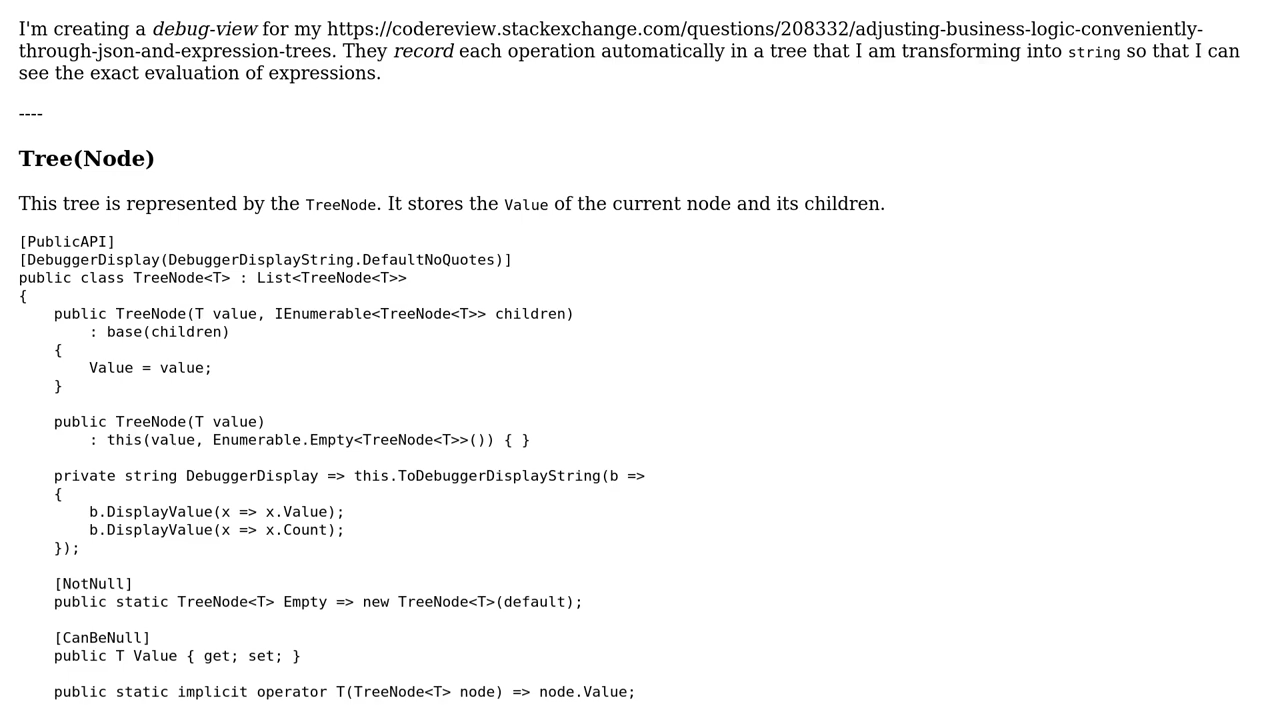 I'm creating a debug-view for my https://codereview.stackexchange.com/questions/208332/adjusting-business-logic-conveniently-
through-json-and-expression-trees. They record each operation automatically in a tree that I am transforming into string so that I can
see the exact evaluation of expressions.
----
Tree(Node)
This tree is represented by the TreeNode. It stores the Value of the current node and its children.
[PublicAPI]
[DebuggerDisplay(DebuggerDisplayString.DefaultNoQuotes)]
public class TreeNode<T> : List<TreeNode<T>>
{
    public TreeNode(T value, IEnumerable<TreeNode<T>> children)
        : base(children)
    {
        Value = value;
    }
    public TreeNode(T value)
        : this(value, Enumerable.Empty<TreeNode<T>>()) { }
    private string DebuggerDisplay => this.ToDebuggerDisplayString(b =>
    {
        b.DisplayValue(x => x.Value);
        b.DisplayValue(x => x.Count);
    });
    [NotNull]
    public static TreeNode<T> Empty => new TreeNode<T>(default);
    [CanBeNull]
    public T Value { get; set; }
    public static implicit operator T(TreeNode<T> node) => node.Value;